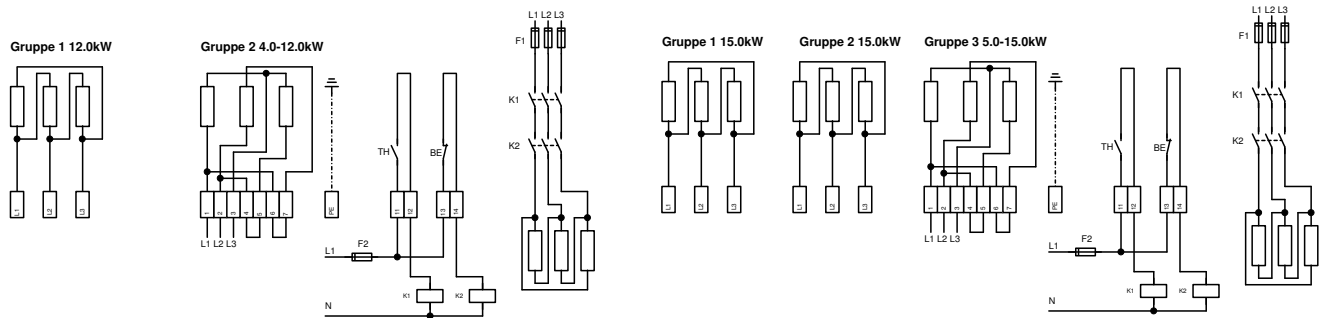 L1 L2 L3
F1
Gruppe 1 12.0kW
Gruppe 2 4.0-12.0kW
K1
K2
TH
BE
L1
L2
L3
1 2 3 4 5 6 7
PE
11 12
13 14
L1 L2 L3
L1
F2
K1
K2
N
L1 L2 L3
F1
Gruppe 1 15.0kW
Gruppe 2 15.0kW
Gruppe 3 5.0-15.0kW
K1
K2
TH
BE
L1
L2
L3
L1
L2
L3
1 2 3 4 5 6 7
PE
11 12
13 14
L1 L2 L3
L1
F2
K1
K2
N